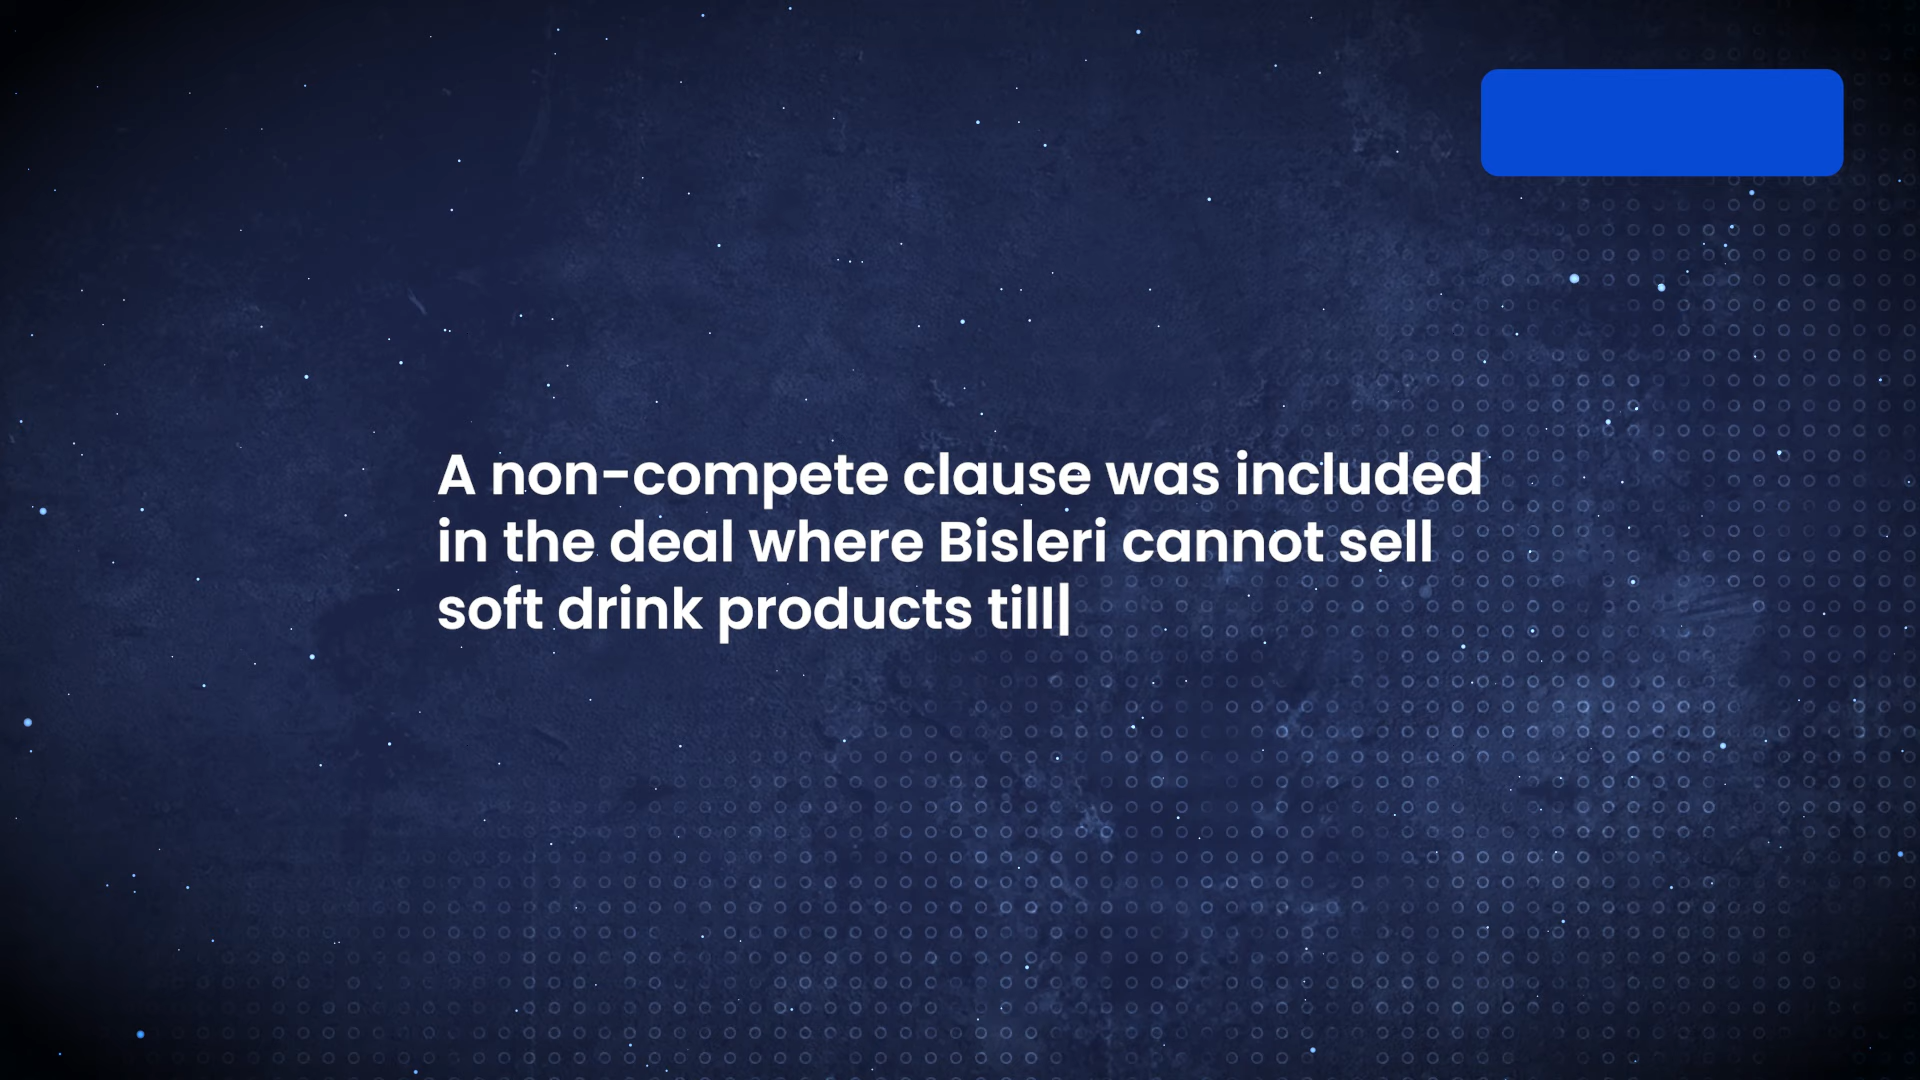 A non-compete clause was included
in the deal where Bisleri cannot sell
soft drink products till